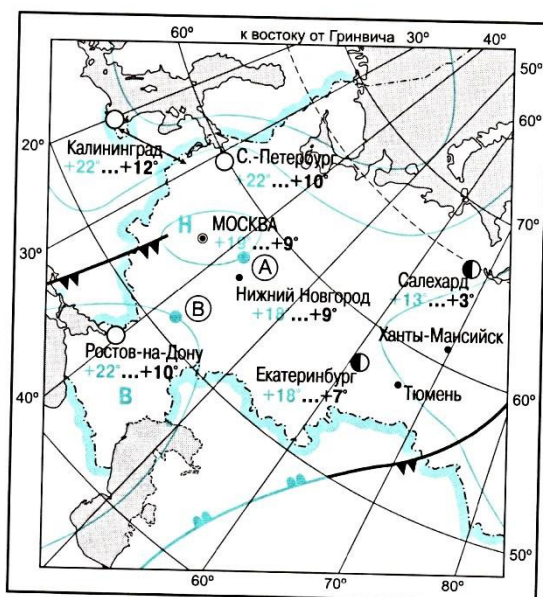 к востоку от Гринвича
60°
30°
40°
50°
60°
20°
Калининград
+22°...+12°
С.-Петербург
+22°...+10°
70°
30°
Н
МОСКВА
+19°...+9°
А
Салехард
+13°...+3°
Нижний Новгород
+18°...+9°
В
Ханты-Мансийск
Ростов-на-Дону
+22°...+10°
40°
В
Екатеринбург
+18°...+7°
Тюмень
60°
50°
60°
70°
80°